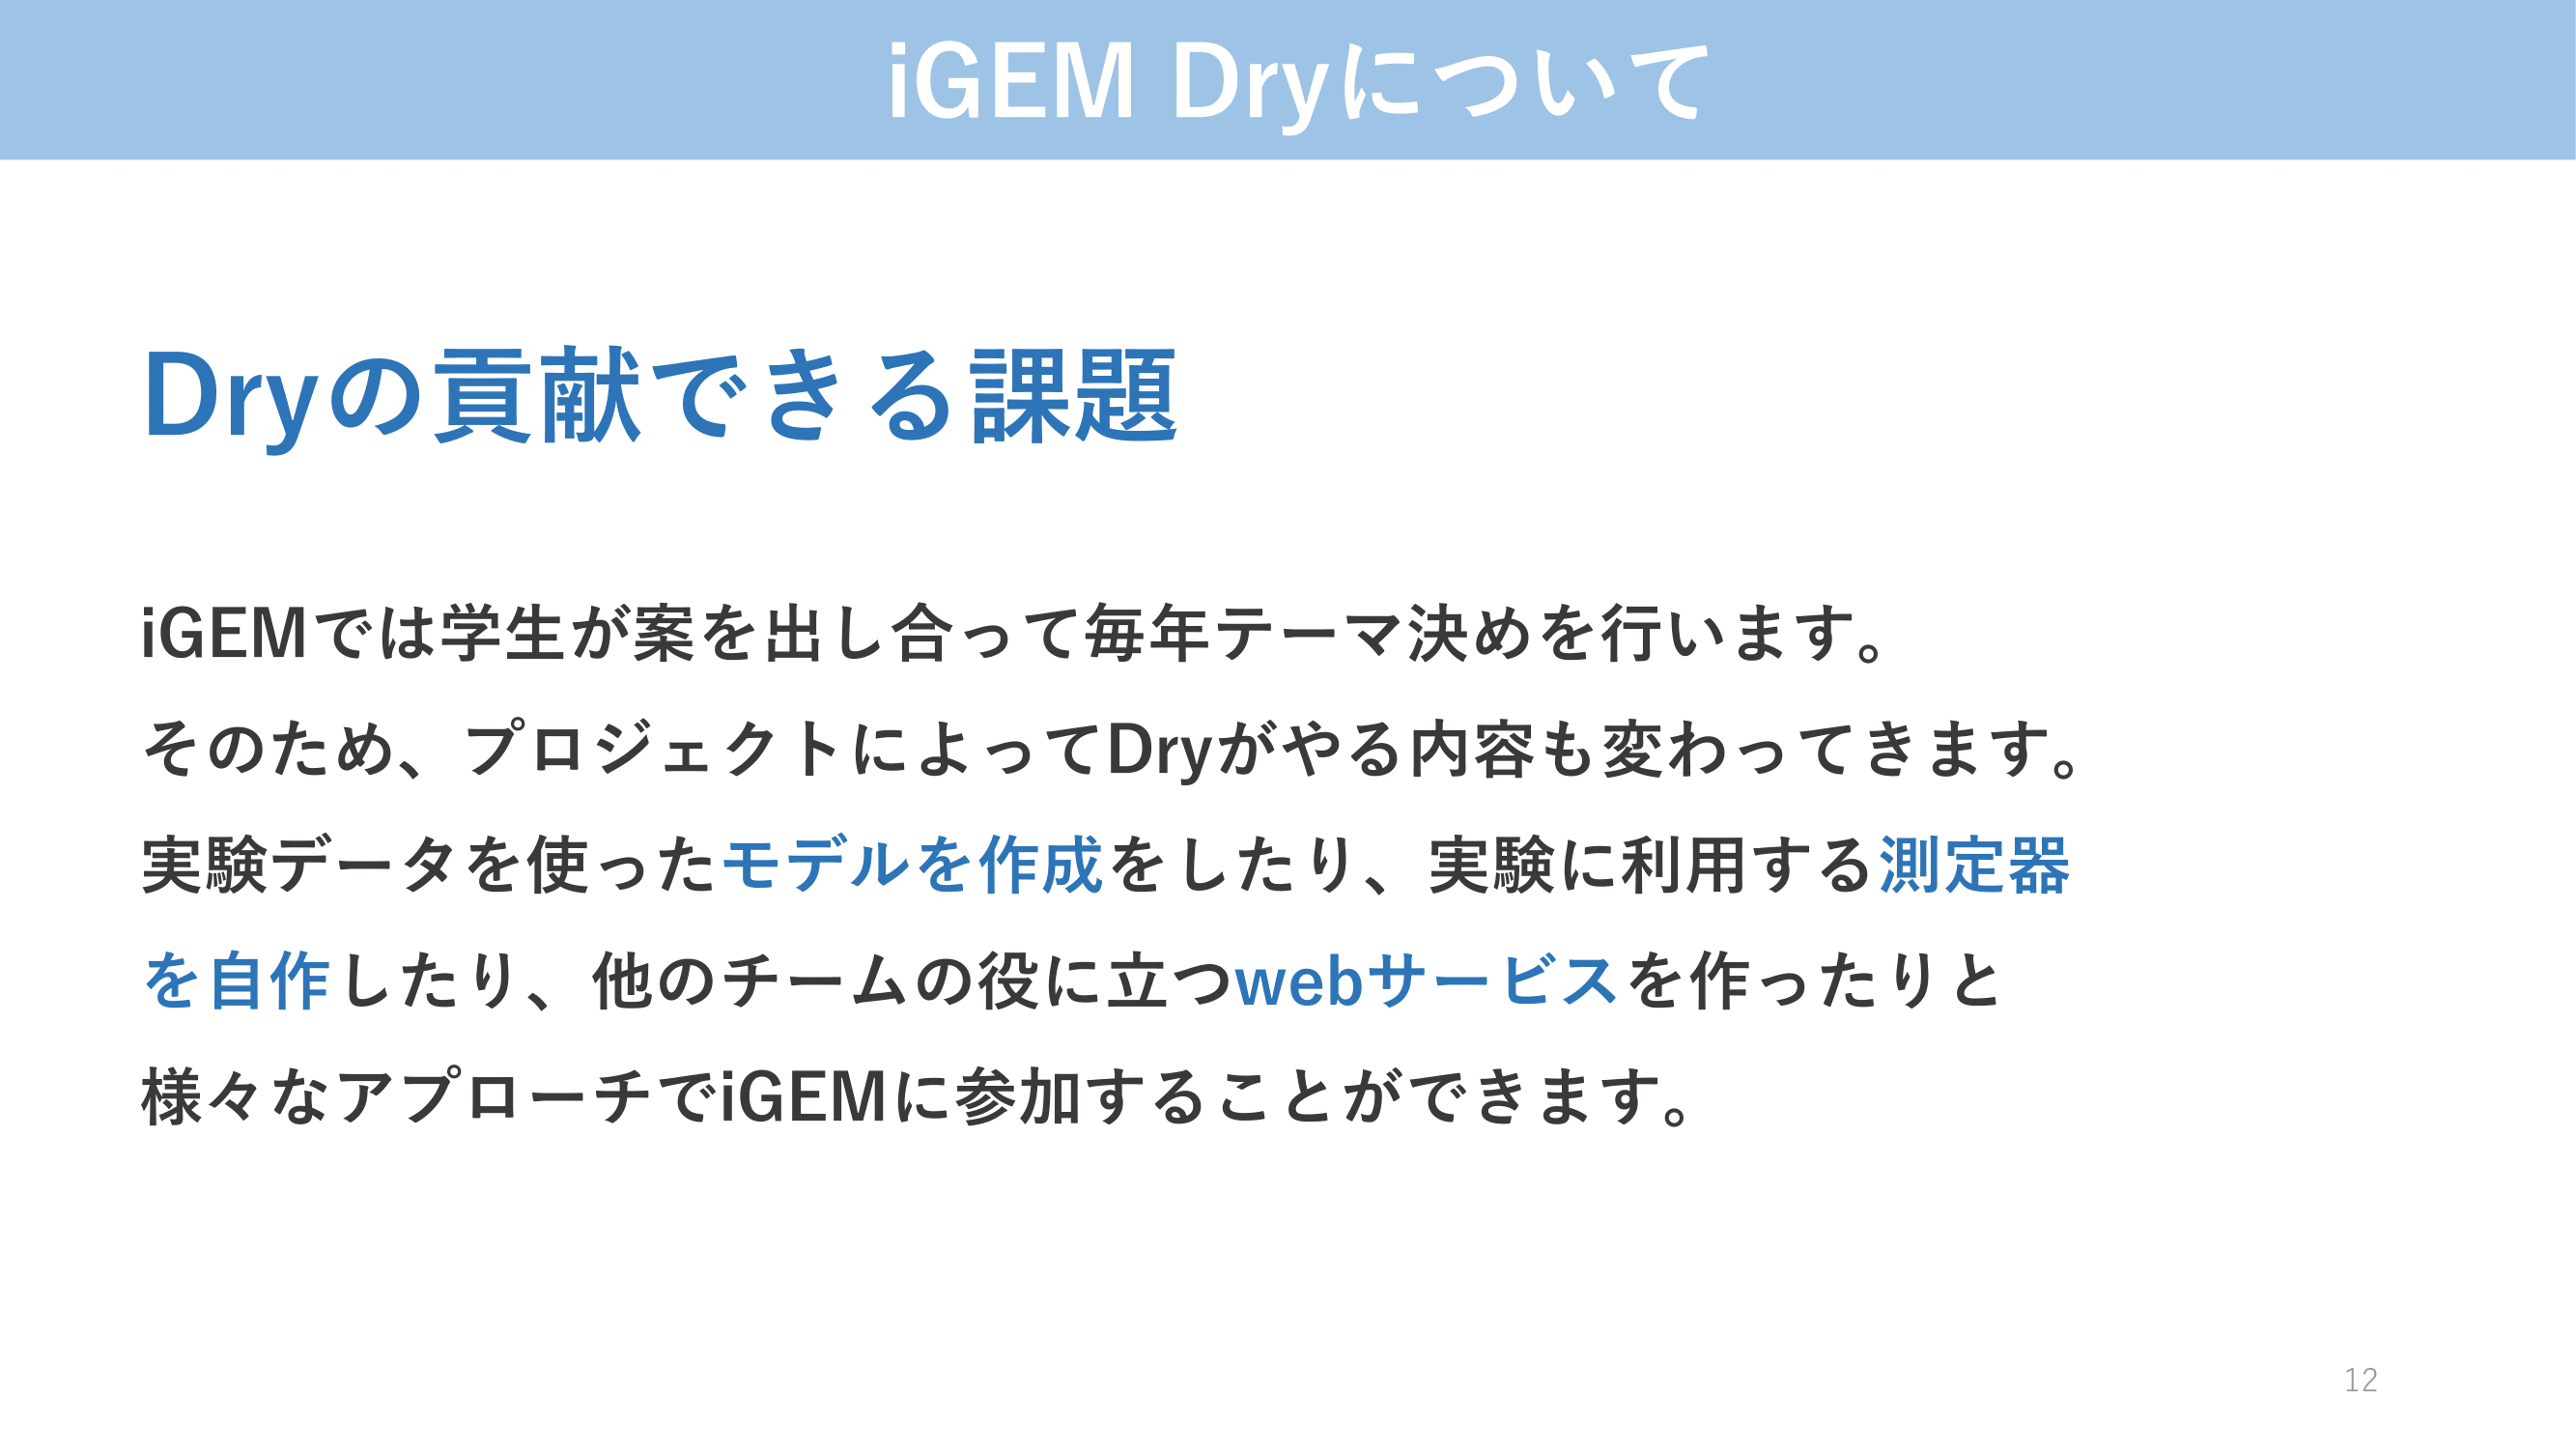 iGEM Dryについて
Dryの貢献できる課題
iGEMでは学生が案を出し合って毎年テーマ決めを行います。
そのため、プロジェクトによってDryがやる内容も変わってきます。
実験データを使ったモデルを作成をしたり、実験に利用する測定器
を自作したり、他のチームの役に立つwebサービスを作ったりと
様々なアプローチでiGEMに参加することができます。
12